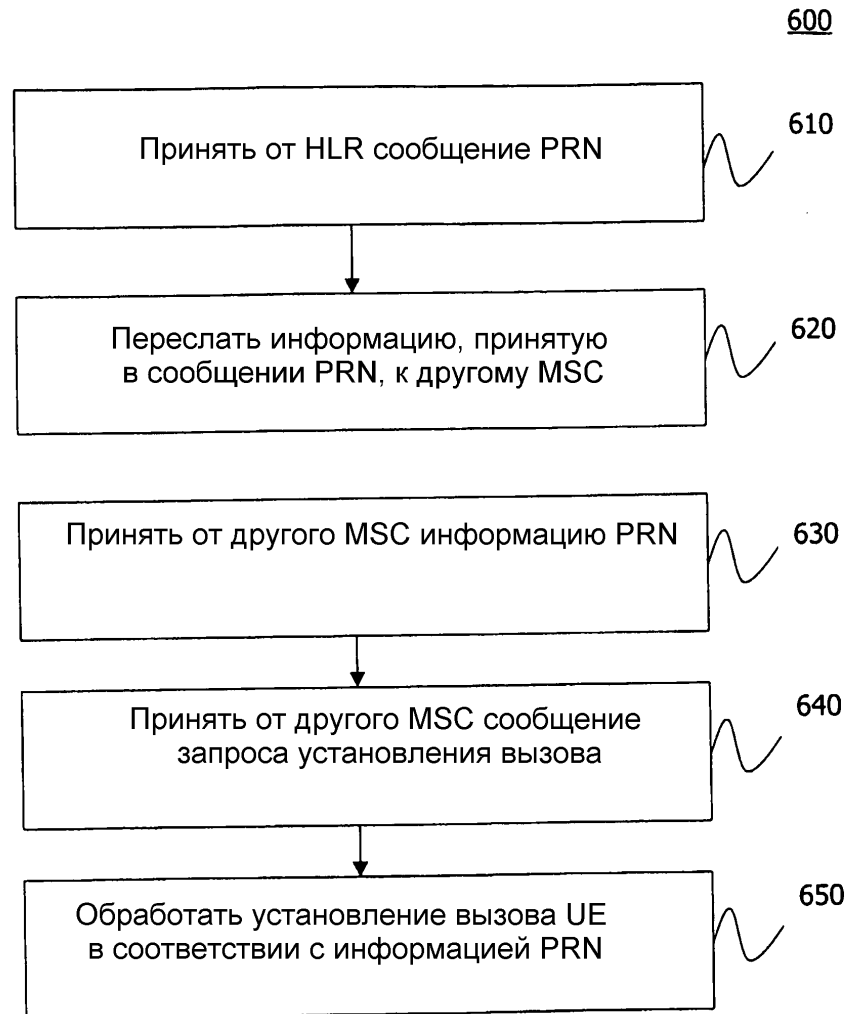 600
Принять от HLR сообщение PRN
610
Переслать информацию, принятую
в сообщении PRN, к другому MSC
620
Принять от другого MSC информацию PRN
630
Принять от другого MSC сообщение
запроса установления вызова
640
Обработать установление вызова UE
в соответствии с информацией PRN
650